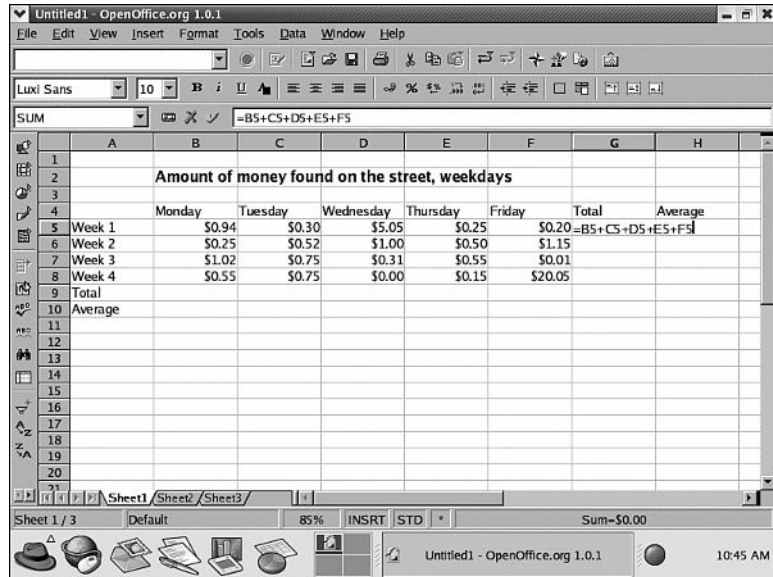 Untitled1 - OpenOffice.org 1.0.1
File Edit View Insert Format Tools Data Window Help
Luxi Sans 10 B i U A
SUM =B5+C5+D5+E5+F5
A B C D E F G H
1
2 Amount of money found on the street, weekdays
3
4 Monday Tuesday Wednesday Thursday Friday Total Average
5 Week 1 $0.94 $0.30 $5.05 $0.25 $0.20 =B5+C5+D5+E5+F5
6 Week 2 $0.25 $0.52 $1.00 $0.50 $1.15
7 Week 3 $1.02 $0.75 $0.31 $0.55 $0.01
8 Week 4 $0.55 $0.75 $0.00 $0.15 $20.05
9 Total
10 Average
11
12
13
14
15
16
17
18
19
20
21
Sheet1 Sheet2 Sheet3
Sheet 1 / 3 Default 85% INSRT STD * Sum=$0.00
Untitled1 - OpenOffice.org 1.0.1 10:45 AM